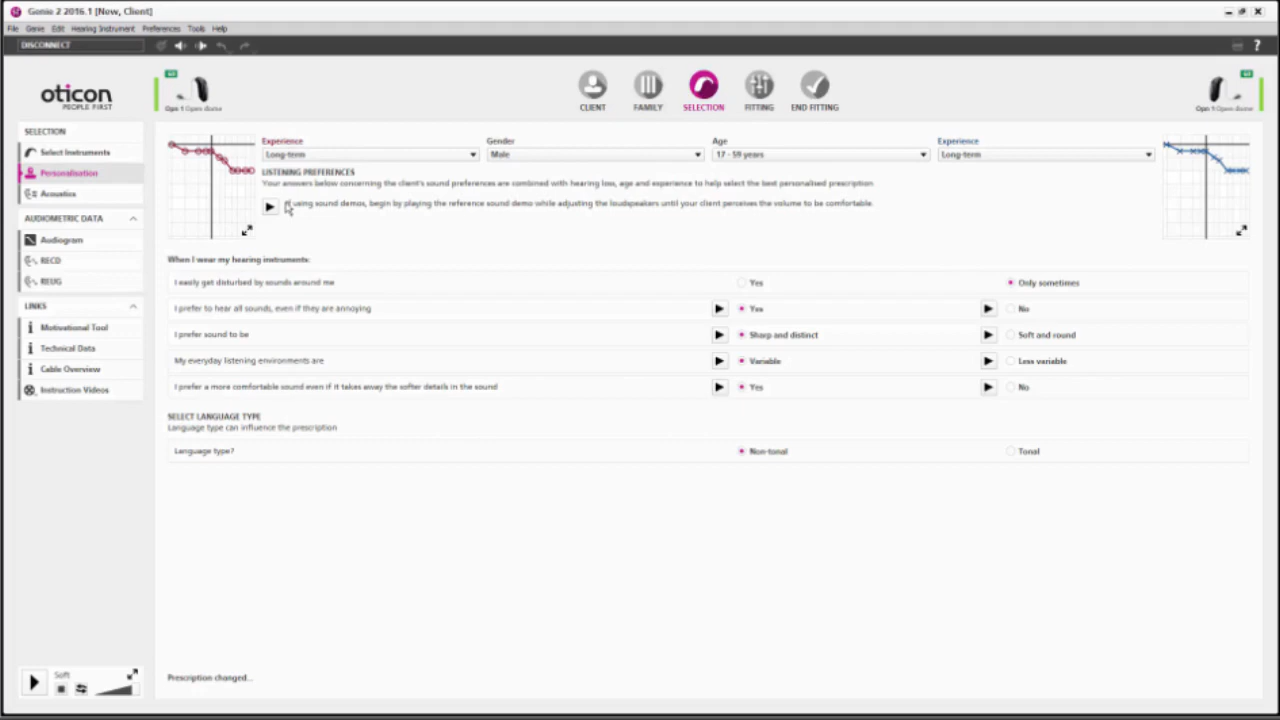 Genie 2 2016.1 [New, Client]
File Genie Edit Hearing Instrument Preferences Tools Help
DISCONNECT
?
oticon
PEOPLE FIRST
Opn 1 Open dome
CLIENT FAMILY SELECTION FITTING END FITTING
Opn 1 Open dome
SELECTION
Select Instruments
Personalisation
Acoustics
AUDIOMETRIC DATA
Audiogram
RECD
REUG
LINKS
Motivational Tool
Technical Data
Cable Overview
Instruction Videos
Soft
Experience Gender Age Experience
Long-term Male 17 - 59 years Long-term
LISTENING PREFERENCES
Your answers below concerning the client's sound preferences are combined with hearing loss, age and experience to help select the best personalised prescription
using sound demos, begin by playing the reference sound demo while adjusting the loudspeakers until your client perceives the volume to be comfortable.
When I wear my hearing instruments:
I easily get disturbed by sounds around me Yes Only sometimes
I prefer to hear all sounds, even if they are annoying Yes No
I prefer sound to be Sharp and distinct Soft and round
My everyday listening environments are Variable Less variable
I prefer a more comfortable sound even if it takes away the softer details in the sound Yes No
SELECT LANGUAGE TYPE
Language type can influence the prescription
Language type? Non-tonal Tonal
Prescription changed...